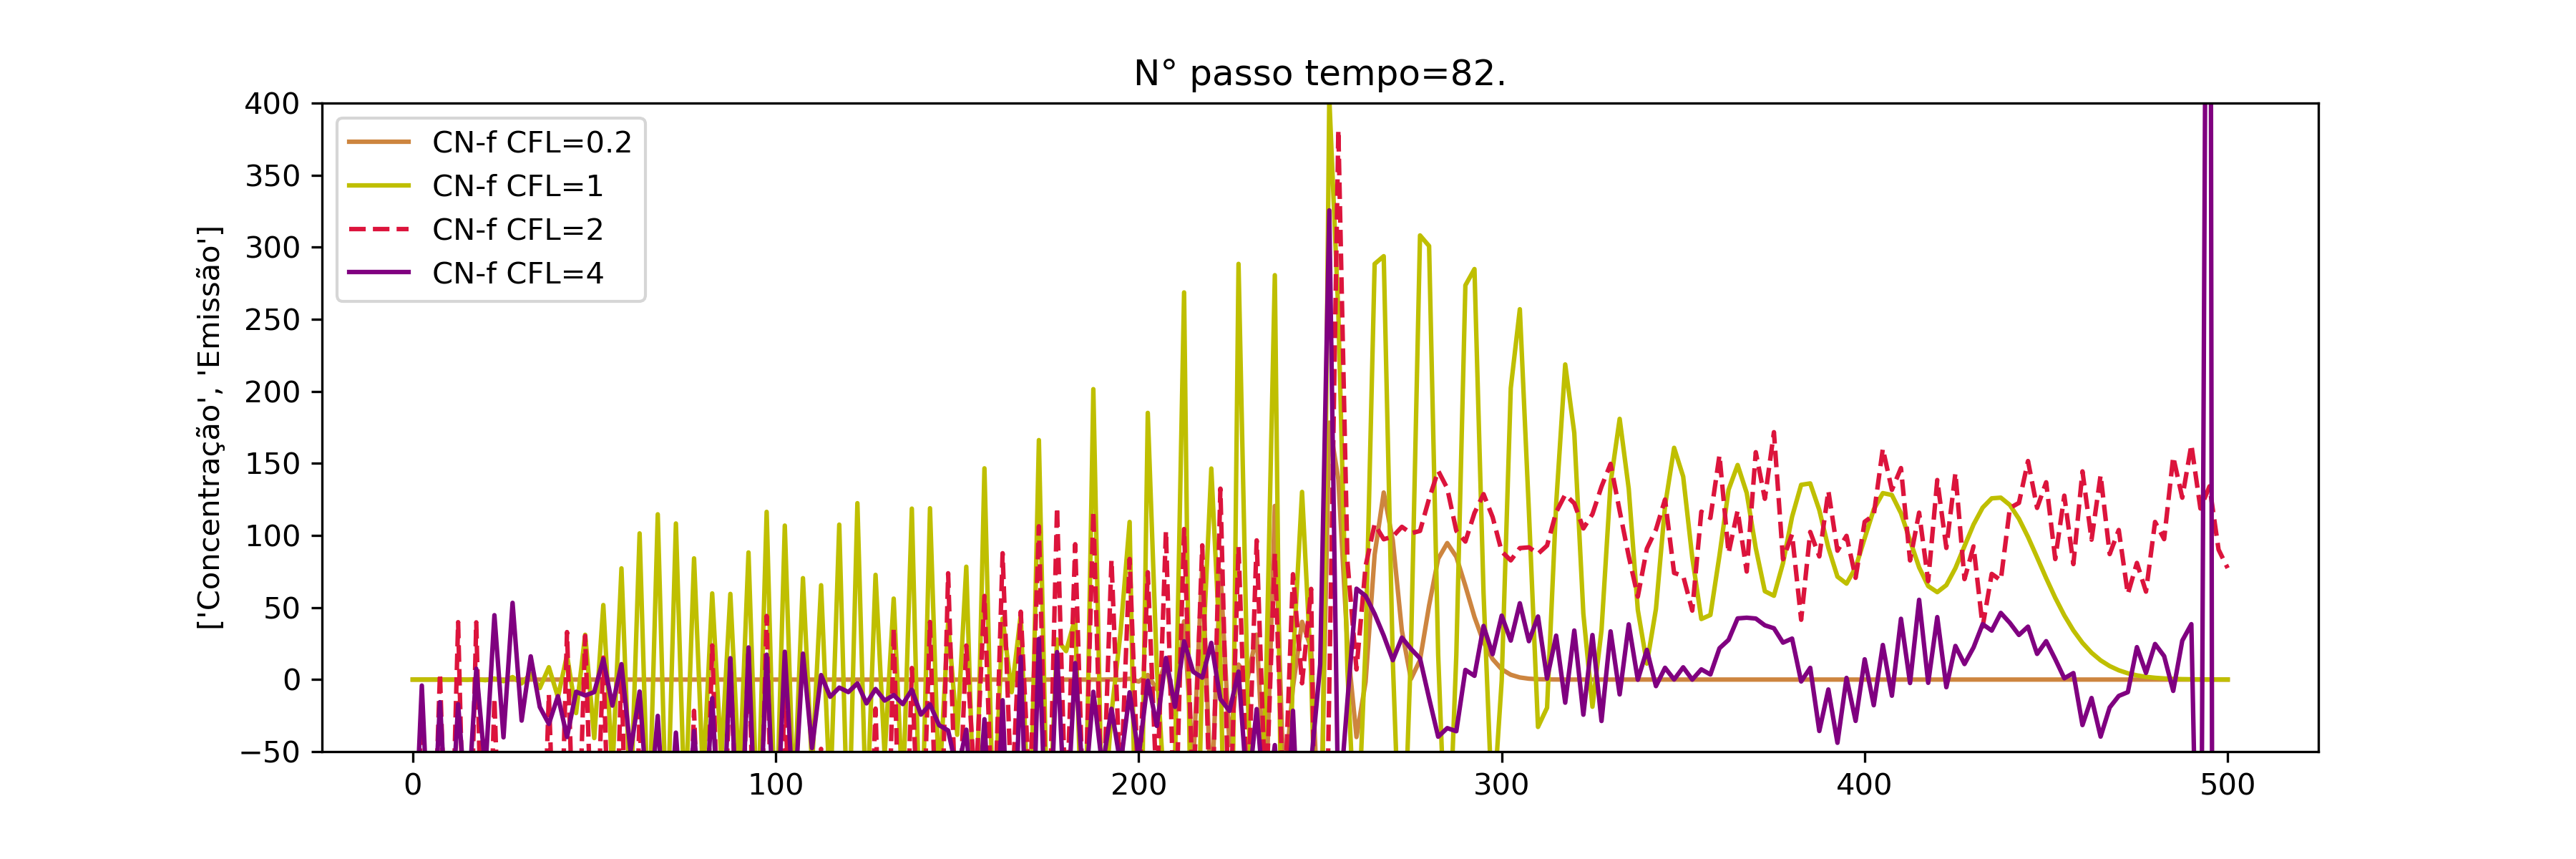 N° passo tempo=82.
['Concentração', 'Emissão']
400
350
300
250
200
150
100
50
0
−50
CN-f CFL=0.2
CN-f CFL=1
CN-f CFL=2
CN-f CFL=4
0 100 200 300 400 500